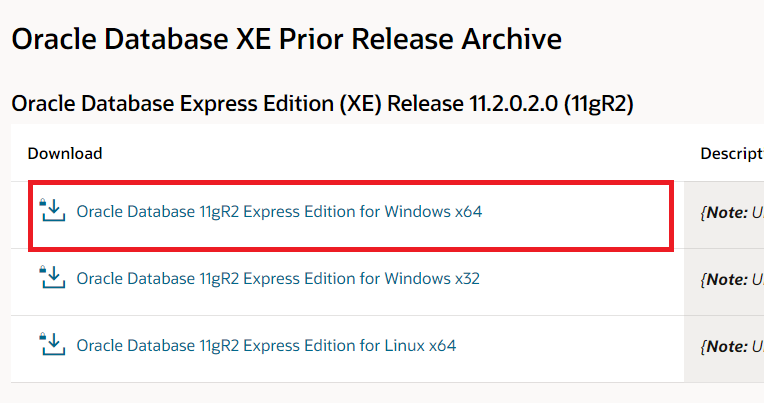 Oracle Database XE Prior Release Archive
Oracle Database Express Edition (XE) Release 11.2.0.2.0 (11gR2)
Download
Oracle Database 11gR2 Express Edition for Windows x64
{Note:
Oracle Database 11gR2 Express Edition for Windows x32
{Note:
Oracle Database 11gR2 Express Edition for Linux x64
{Note: